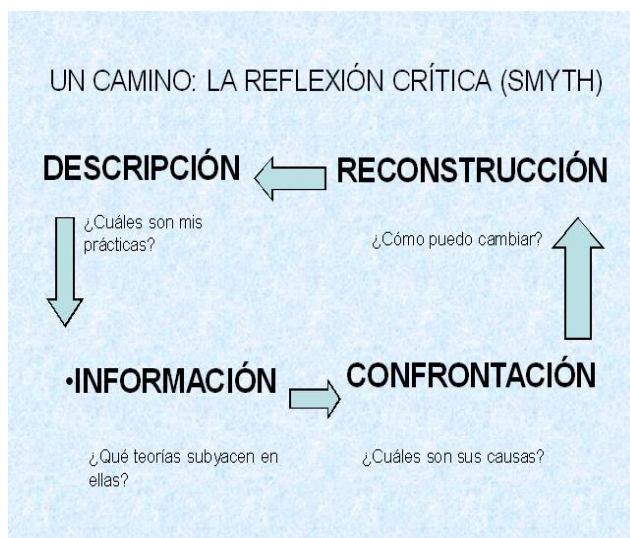 UN CAMINO: LA REFLEXIÓN CRÍTICA (SMYTH)
DESCRIPCIÓN
RECONSTRUCCIÓN
¿Cuáles son mis
prácticas?
¿Cómo puedo cambiar?
•INFORMACIÓN
CONFRONTACIÓN
¿Qué teorías subyacen en
ellas?
¿Cuáles son sus causas?